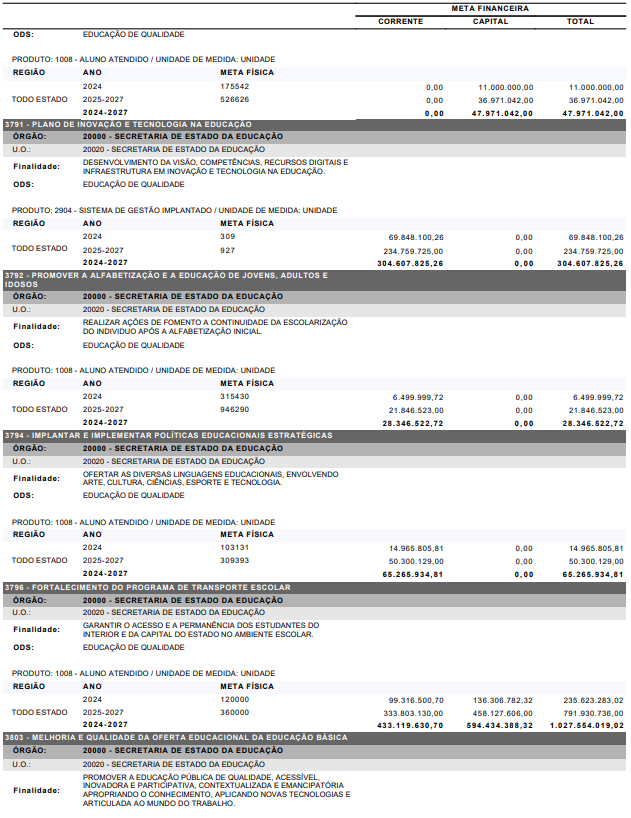 META FINANCEIRA
CORRENTE CAPITAL TOTAL
ODS: EDUCAÇÃO DE QUALIDADE
PRODUTO: 1008 - ALUNO ATENDIDO / UNIDADE DE MEDIDA: UNIDADE
REGIÃO ANO META FÍSICA
2024 175542 0,00 11.000.000,00 11.000.000,00
TODO ESTADO 2025-2027 526626 0,00 36.971.042,00 36.971.042,00
2024-2027 0,00 47.971.042,00 47.971.042,00
3791 - PLANO DE INOVAÇÃO E TECNOLOGIA NA EDUCAÇÃO
ÓRGÃO: 20000 - SECRETARIA DE ESTADO DA EDUCAÇÃO
U.O.: 20020 - SECRETARIA DE ESTADO DA EDUCAÇÃO
Finalidade: DESENVOLVIMENTO DA VISÃO, COMPETÊNCIAS, RECURSOS DIGITAIS E
INFRAESTRUTURA EM INOVAÇÃO E TECNOLOGIA NA EDUCAÇÃO.
ODS: EDUCAÇÃO DE QUALIDADE
PRODUTO: 2904 - SISTEMA DE GESTÃO IMPLANTADO / UNIDADE DE MEDIDA: UNIDADE
REGIÃO ANO META FÍSICA
2024 309 69.848.100,26 0,00 69.848.100,26
TODO ESTADO 2025-2027 927 234.759.725,00 0,00 234.759.725,00
2024-2027 304.607.825,26 0,00 304.607.825,26
3792 - PROMOVER A ALFABETIZAÇÃO E A EDUCAÇÃO DE JOVENS, ADULTOS E
IDOSOS
ÓRGÃO: 20000 - SECRETARIA DE ESTADO DA EDUCAÇÃO
U.O.: 20020 - SECRETARIA DE ESTADO DA EDUCAÇÃO
Finalidade: REALIZAR AÇÕES DE FOMENTO A CONTINUIDADE DA ESCOLARIZAÇÃO
DO INDIVIDUO APÓS A ALFABETIZAÇÃO INICIAL.
ODS: EDUCAÇÃO DE QUALIDADE
PRODUTO: 1008 - ALUNO ATENDIDO / UNIDADE DE MEDIDA: UNIDADE
REGIÃO ANO META FÍSICA
2024 315430 6.499.999,72 0,00 6.499.999,72
TODO ESTADO 2025-2027 946290 21.846.523,00 0,00 21.846.523,00
2024-2027 28.346.522,72 0,00 28.346.522,72
3794 - IMPLANTAR E IMPLEMENTAR POLÍTICAS EDUCACIONAIS ESTRATÉGICAS
ÓRGÃO: 20000 - SECRETARIA DE ESTADO DA EDUCAÇÃO
U.O.: 20020 - SECRETARIA DE ESTADO DA EDUCAÇÃO
Finalidade: OFERTAR AS DIVERSAS LINGUAGENS EDUCACIONAIS, ENVOLVENDO
ARTE, CULTURA, CIÊNCIAS, ESPORTE E TECNOLOGIA.
ODS: EDUCAÇÃO DE QUALIDADE
PRODUTO: 1008 - ALUNO ATENDIDO / UNIDADE DE MEDIDA: UNIDADE
REGIÃO ANO META FÍSICA
2024 103131 14.965.805,81 0,00 14.965.805,81
TODO ESTADO 2025-2027 309393 50.300.129,00 0,00 50.300.129,00
2024-2027 65.265.934,81 0,00 65.265.934,81
3796 - FORTALECIMENTO DO PROGRAMA DE TRANSPORTE ESCOLAR
ÓRGÃO: 20000 - SECRETARIA DE ESTADO DA EDUCAÇÃO
U.O.: 20020 - SECRETARIA DE ESTADO DA EDUCAÇÃO
Finalidade: GARANTIR O ACESSO E A PERMANÊNCIA DOS ESTUDANTES DO
INTERIOR E DA CAPITAL DO ESTADO NO AMBIENTE ESCOLAR.
ODS: EDUCAÇÃO DE QUALIDADE
PRODUTO: 1008 - ALUNO ATENDIDO / UNIDADE DE MEDIDA: UNIDADE
REGIÃO ANO META FÍSICA
2024 120000 99.316.500,70 136.306.782,32 235.623.283,02
TODO ESTADO 2025-2027 360000 333.803.130,00 458.127.606,00 791.930.736,00
2024-2027 433.119.630,70 594.434.388,32 1.027.554.019,02
3803 - MELHORIA E QUALIDADE DA OFERTA EDUCACIONAL DA EDUCAÇÃO BÁSICA
ÓRGÃO: 20000 - SECRETARIA DE ESTADO DA EDUCAÇÃO
U.O.: 20020 - SECRETARIA DE ESTADO DA EDUCAÇÃO
Finalidade: PROMOVER A EDUCAÇÃO PÚBLICA DE QUALIDADE, ACESSÍVEL,
INOVADORA E PARTICIPATIVA, CONTEXTUALIZADA E EMANCIPATÓRIA
APROPRIANDO O CONHECIMENTO, APLICANDO NOVAS TECNOLOGIAS E
ARTICULADA AO MUNDO DO TRABALHO.